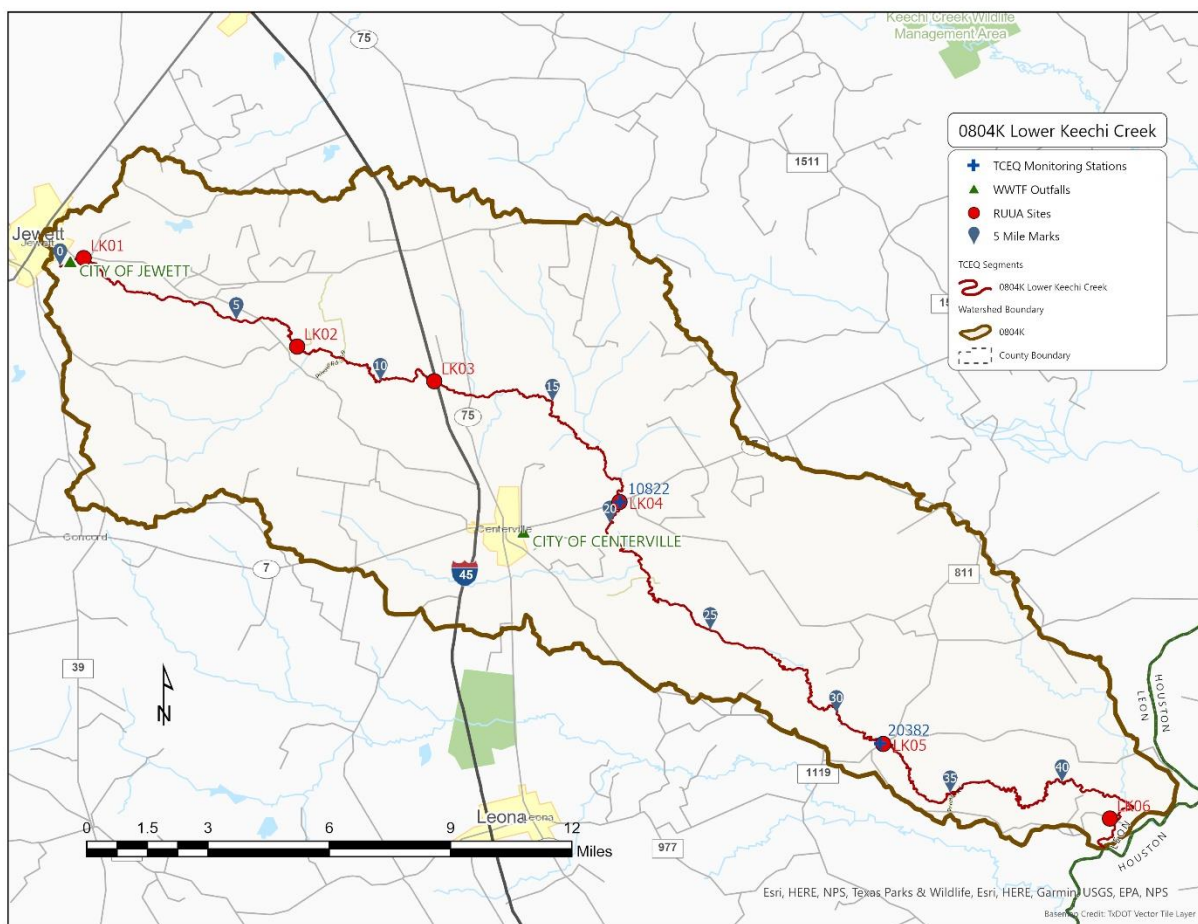 75
Keechi Creek Wildlife
Management Area
0804K Lower Keechi Creek
TCEQ Monitoring Stations
WWTF Outfalls
RUUA Sites
5 Mile Marks
TCEQ Segments
0804K Lower Keechi Creek
Watershed Boundary
0804K
County Boundary
1511
Jewett
0
LK01
CITY OF JEWETT
5
LK02
10
LK03
15
75
7
10822
LK04
20
Centerville
CITY OF CENTERVILLE
Concord
7
45
811
25
39
N
30
HOUSTON
LEON
20382
LK05
1119
35
40
LK06
LEON
HOUSTON
Leona
Leona
977
0 1.5 3 6 9 12
Miles
Esri, HERE, NPS, Texas Parks & Wildlife, Esri, HERE, Garmin, USGS, EPA, NPS
Basemap Credit: TxDOT Vector Tile Layer